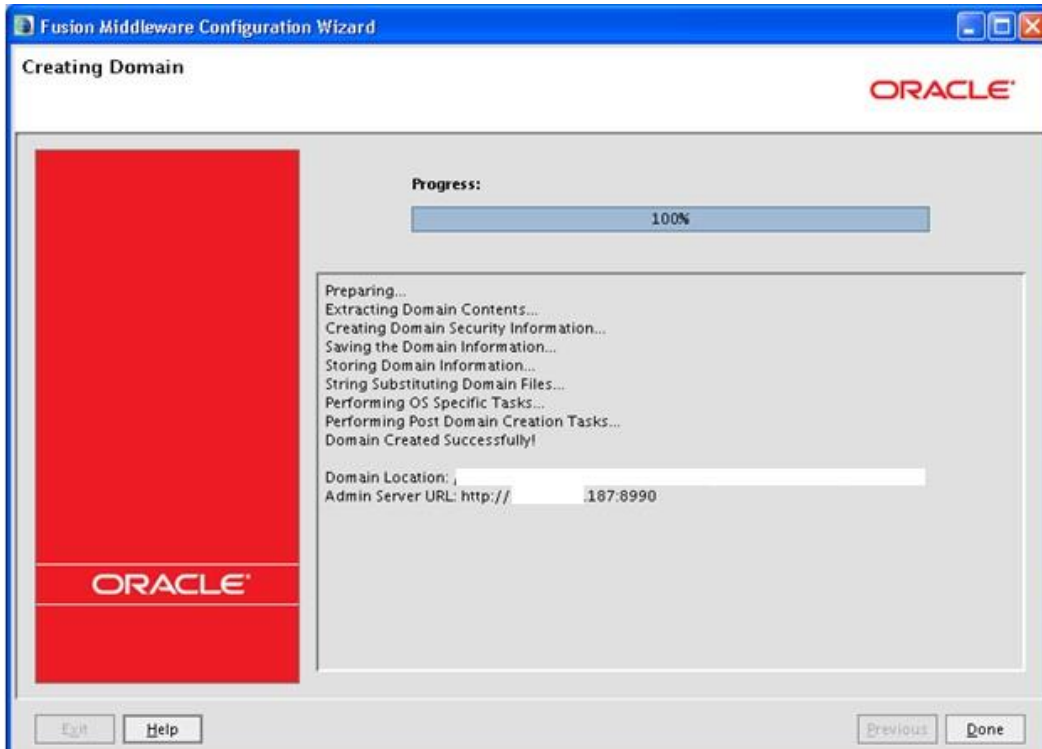 Fusion Middleware Configuration Wizard
Creating Domain
ORACLE
Progress:
100%
Preparing...
Extracting Domain Contents...
Creating Domain Security Information...
Saving the Domain Information...
Storing Domain Information...
String Substituting Domain Files...
Performing OS Specific Tasks...
Performing Post Domain Creation Tasks...
Domain Created Successfully!
Domain Location:
Admin Server URL: http:// .187:8990
ORACLE
Exit Help Previous Done